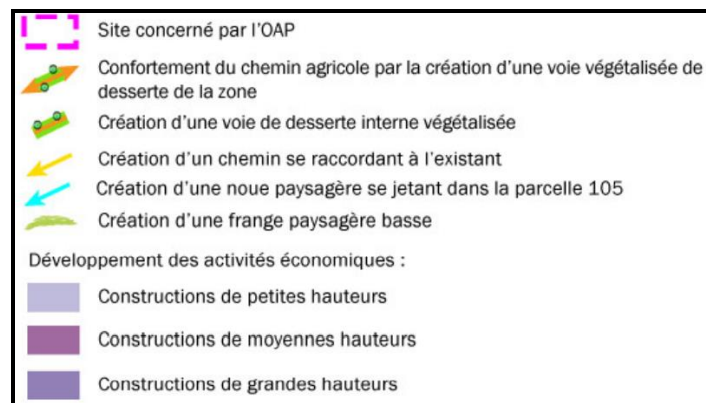 Site concerné par l'OAP
Confortement du chemin agricole par la création d'une voie végétalisée de
desserte de la zone
Création d'une voie de desserte interne végétalisée
Création d'un chemin se raccordant à l'existant
Création d'une noue paysagère se jetant dans la parcelle 105
Création d'une frange paysagère basse
Développement des activités économiques :
Constructions de petites hauteurs
Constructions de moyennes hauteurs
Constructions de grandes hauteurs